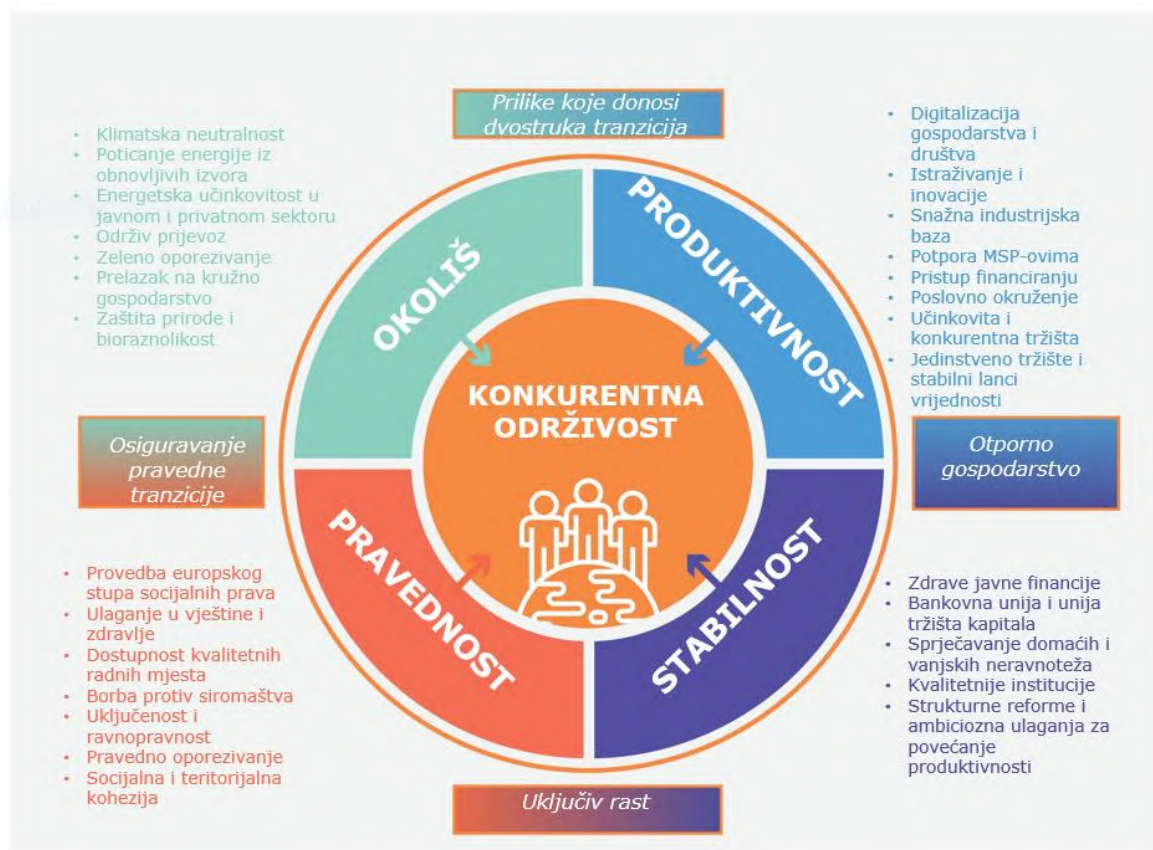 Prilike koje donosi
dvostruka tranzicija
• Klimatska neutralnost
• Poticanje energije iz
obnovljivih izvora
• Energetska učinkovitost u
javnom i privatnom sektoru
• Održiv prijevoz
• Zeleno oporezivanje
• Prelazak na kružno
gospodarstvo
• Zaštita prirode i
bioraznolikost
• Digitalizacija
gospodarstva i
društva
• Istraživanje i
inovacije
• Snažna industrijska
baza
• Potpora MSP-ovima
• Pristup financiranju
• Poslovno okruženje
• Učinkovita i
konkurentna tržišta
• Jedinstveno tržište i
stabilni lanci
vrijednosti
OKOLIŠ
PRODUKTIVNOST
KONKURENTNA
ODRŽIVOST
Osiguravanje
pravedne
tranzicije
Otporno
gospodarstvo
PRAVEDNOST
STABILNOST
• Provedba europskog
stupa socijalnih prava
• Ulaganje u vještine i
zdravlje
• Dostupnost kvalitetnih
radnih mjesta
• Borba protiv siromaštva
• Uključenost i
ravnopravnost
• Pravedno oporezivanje
• Socijalna i teritorijalna
kohezija
• Zdrave javne financije
• Bankovna unija i unija
tržišta kapitala
• Sprječavanje domaćih i
vanjskih neravnoteža
• Kvalitetnije institucije
• Strukturne reforme i
ambiciozna ulaganja za
povećanje
produktivnosti
Uključiv rast